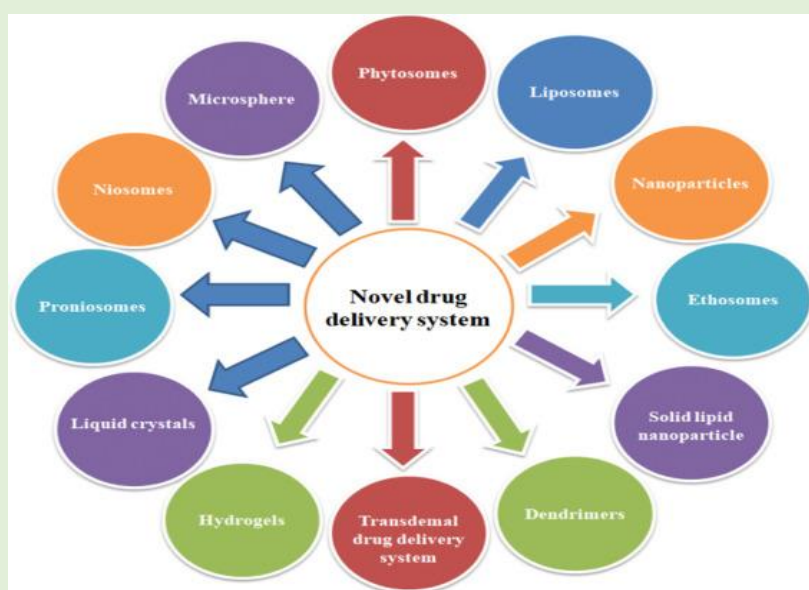 Novel drug
delivery system
Phytosomes
Liposomes
Nanoparticles
Ethosomes
Solid lipid
nanoparticle
Dendrimers
Transdemal
drug delivery
system
Hydrogels
Liquid crystals
Proniosomes
Niosomes
Microsphere